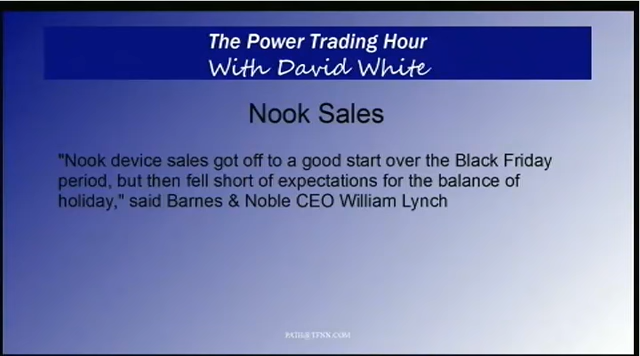 The Power Trading Hour
With David White
Nook Sales
"Nook device sales got off to a good start over the Black Friday
period, but then fell short of expectations for the balance of
holiday," said Barnes & Noble CEO William Lynch